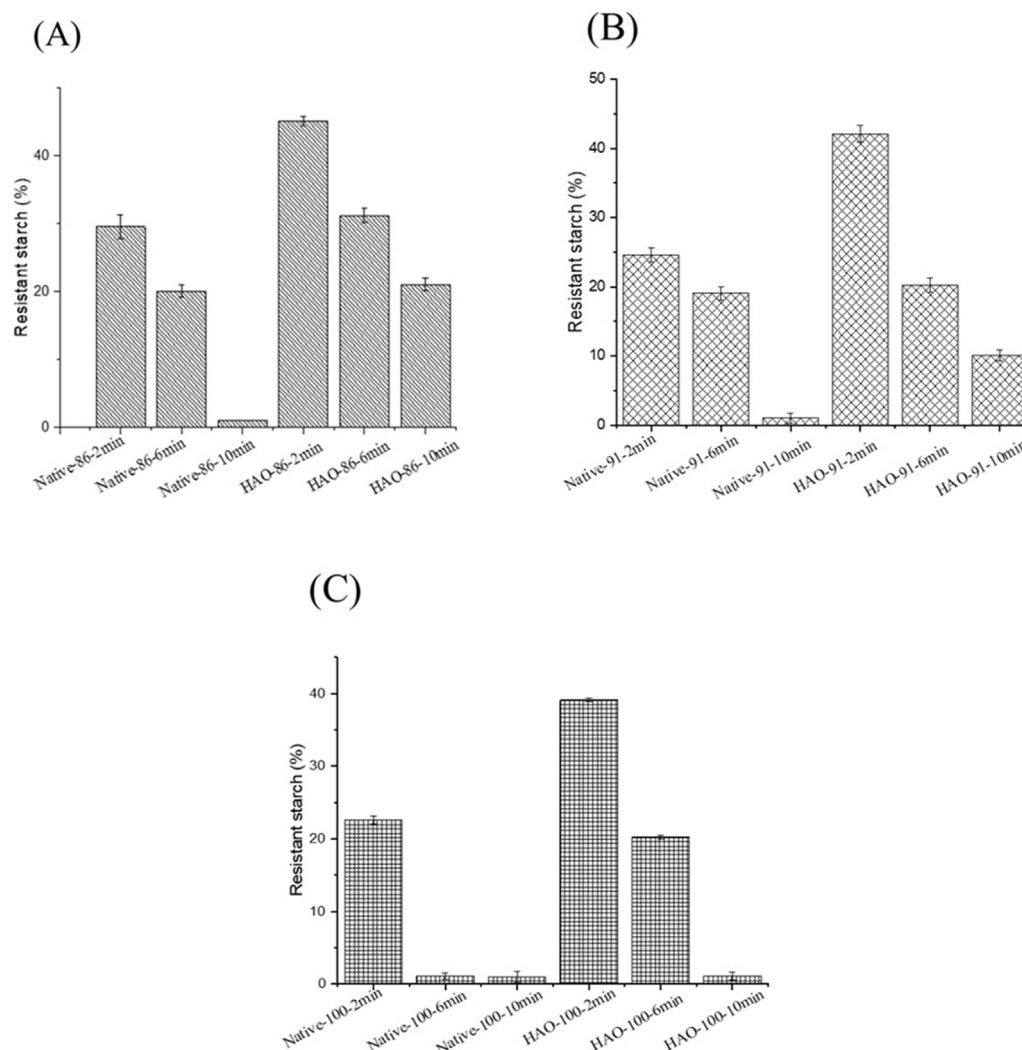 (A)
Resistant starch (%)
40
20
0
Native-86-2min
Native-86-6min
Native-86-10min
HAO-86-2min
HAO-86-6min
HAO-86-10min
(B)
Resistant starch (%)
50
40
30
20
10
0
Native-91-2min
Native-91-6min
Native-91-10min
HAO-91-2min
HAO-91-6min
HAO-91-10min
(C)
Resistant starch (%)
40
30
20
10
0
Native-100-2min
Native-100-6min
Native-100-10min
HAO-100-2min
HAO-100-6min
HAO-100-10min